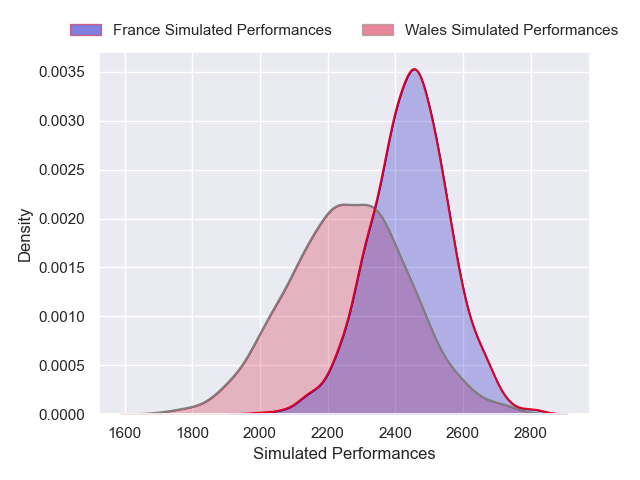 France Simulated Performances Wales Simulated Performances
0.0035
0.0030
0.0025
0.0020
0.0015
0.0010
0.0005
0.0000
Density
1600 1800 2000 2200 2400 2600 2800
Simulated Performances